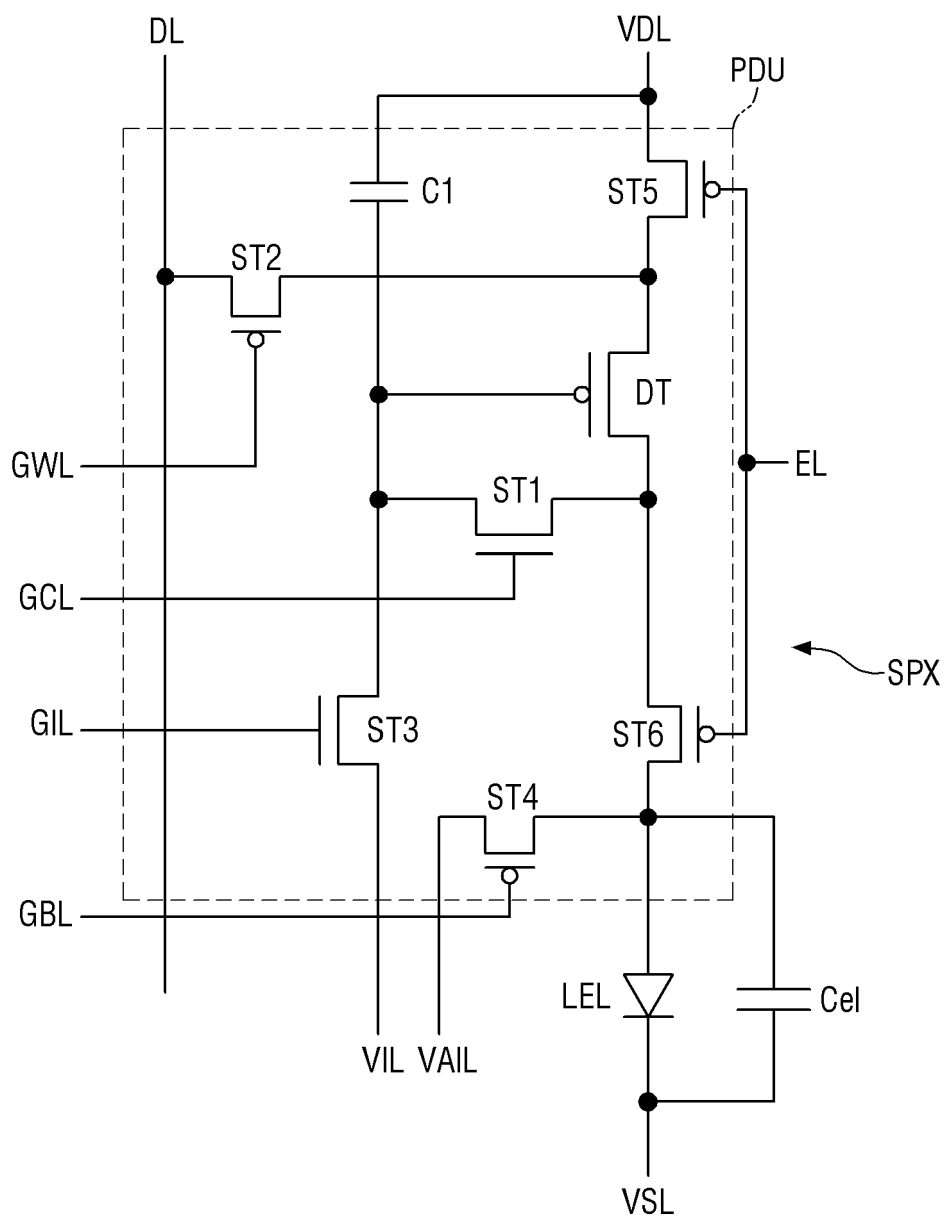 DL
VDL
PDU
C1
ST5
ST2
DT
GWL
EL
ST1
GCL
SPX
GIL
ST3
ST6
ST4
GBL
LEL
Cel
VIL
VAIL
VSL